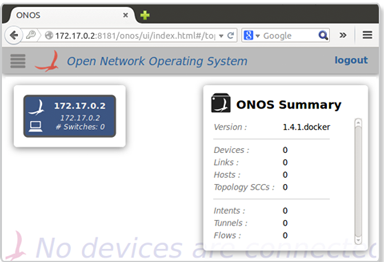 ONOS
172.17.0.2:8181/onos/ui/index.html#/to
Google
Open Network Operating System
logout
172.17.0.2
172.17.0.2
# Switches: 0
ONOS Summary
Version : 1.4.1.docker
Devices : 0
Links : 0
Hosts : 0
Topology SCCs : 0
Intents : 0
Tunnels : 0
Flows : 0
No devices are connected